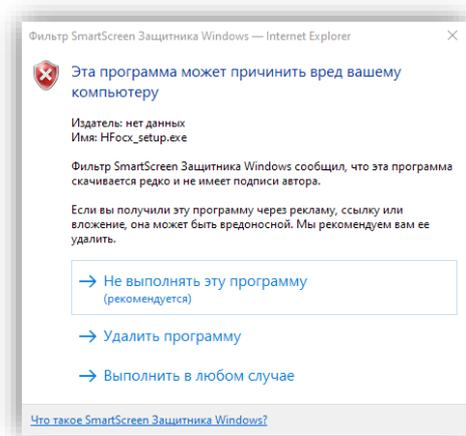 Фильтр SmartScreen Защитника Windows — Internet Explorer
Эта программа может причинить вред вашему
компьютеру
Издатель: нет данных
Имя: HFocx_setup.exe
Фильтр SmartScreen Защитника Windows сообщил, что эта программа
скачивается редко и не имеет подписи автора.
Если вы получили эту программу через рекламу, ссылку или
вложение, она может быть вредоносной. Мы рекомендуем вам ее
удалить.
Не выполнять эту программу
(рекомендуется)
Удалить программу
Выполнить в любом случае
Что такое SmartScreen Защитника Windows?